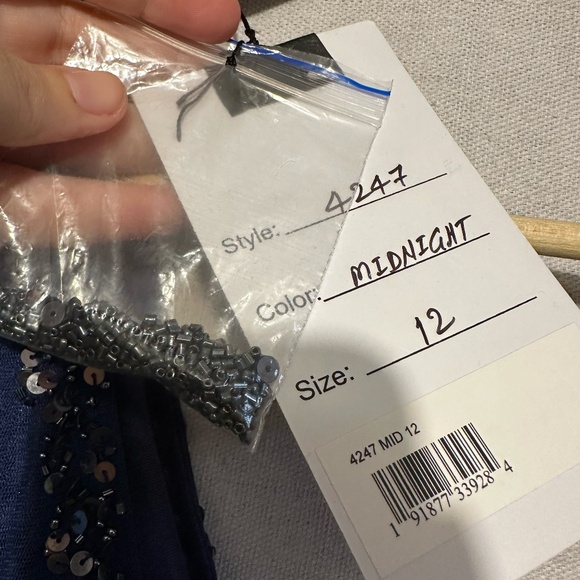 Style: 4247
Color: MIDNIGHT
Size: 12
4247 MID 12
1 91877 33928 4